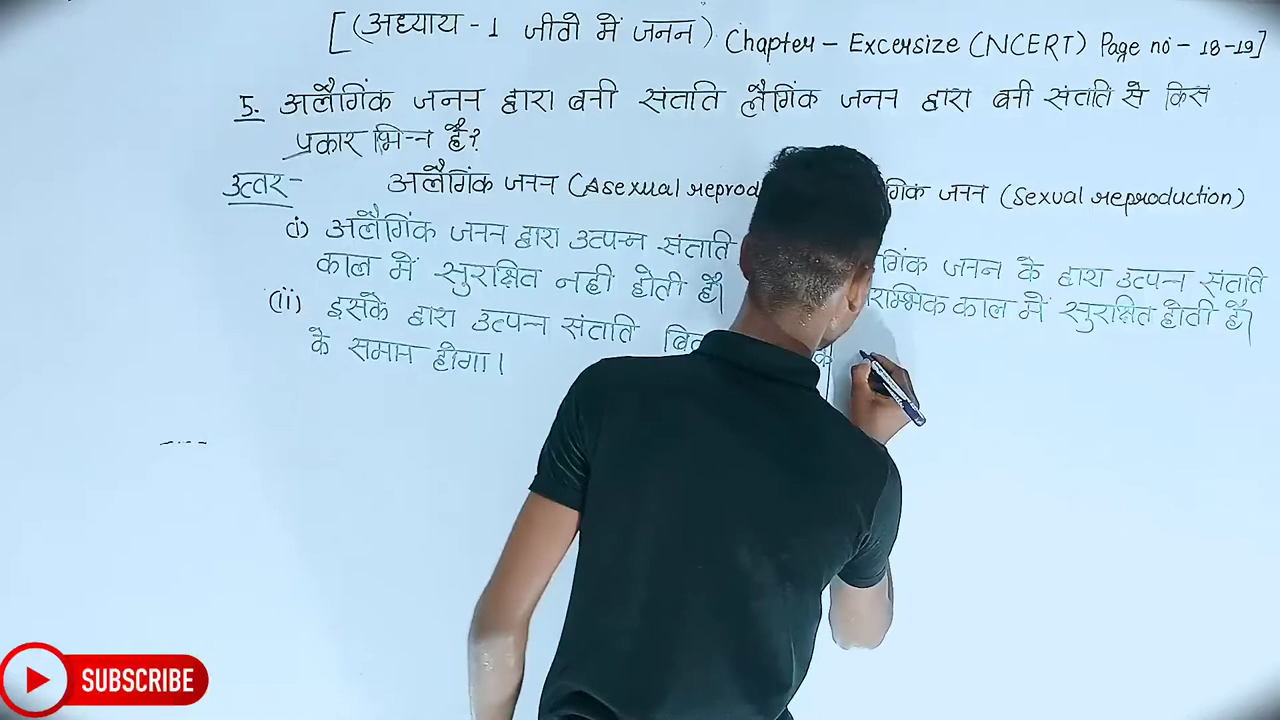 [(अध्याय - 1 जीवो में जनन) Chapter - Excersize (NCERT) Page no - 18-19]
5. अलैगिंक जनन द्वारा बनी संतति लैगिंक जनन द्वारा बनी संतति से किस
प्रकार भिन्न है?
उत्तर-
अलैगिंक जनन (Asexual
जनन (Sexual reproduction)
(i) अलैगिंक जनन द्वारा उत्पन्न संतति
काल में सुरक्षित नही होती है।
(ii) इसके द्वारा उत्पन्न संतति
के समान होगा।
जनन के द्वारा उत्पन्न संतति
काल में सुरक्षित होती है।
SUBSCRIBE